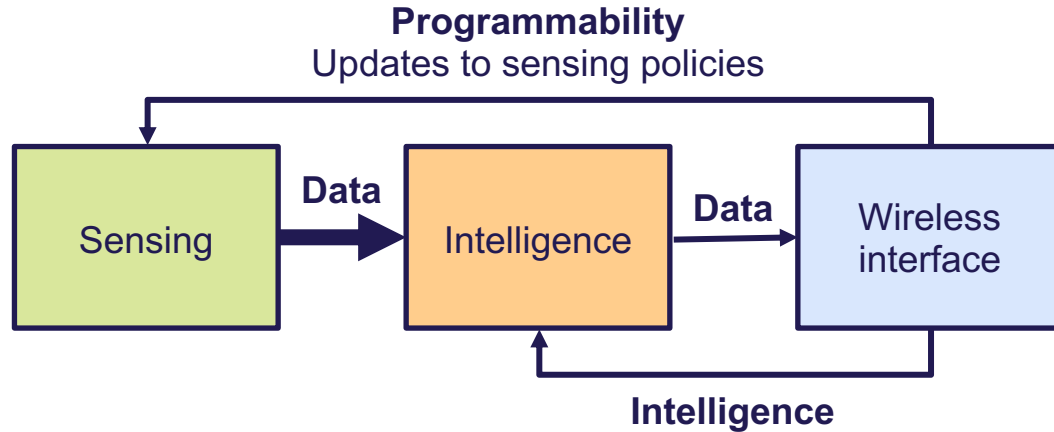 Programmability
Updates to sensing policies
Data
Data
Sensing
Intelligence
Wireless
interface
Intelligence